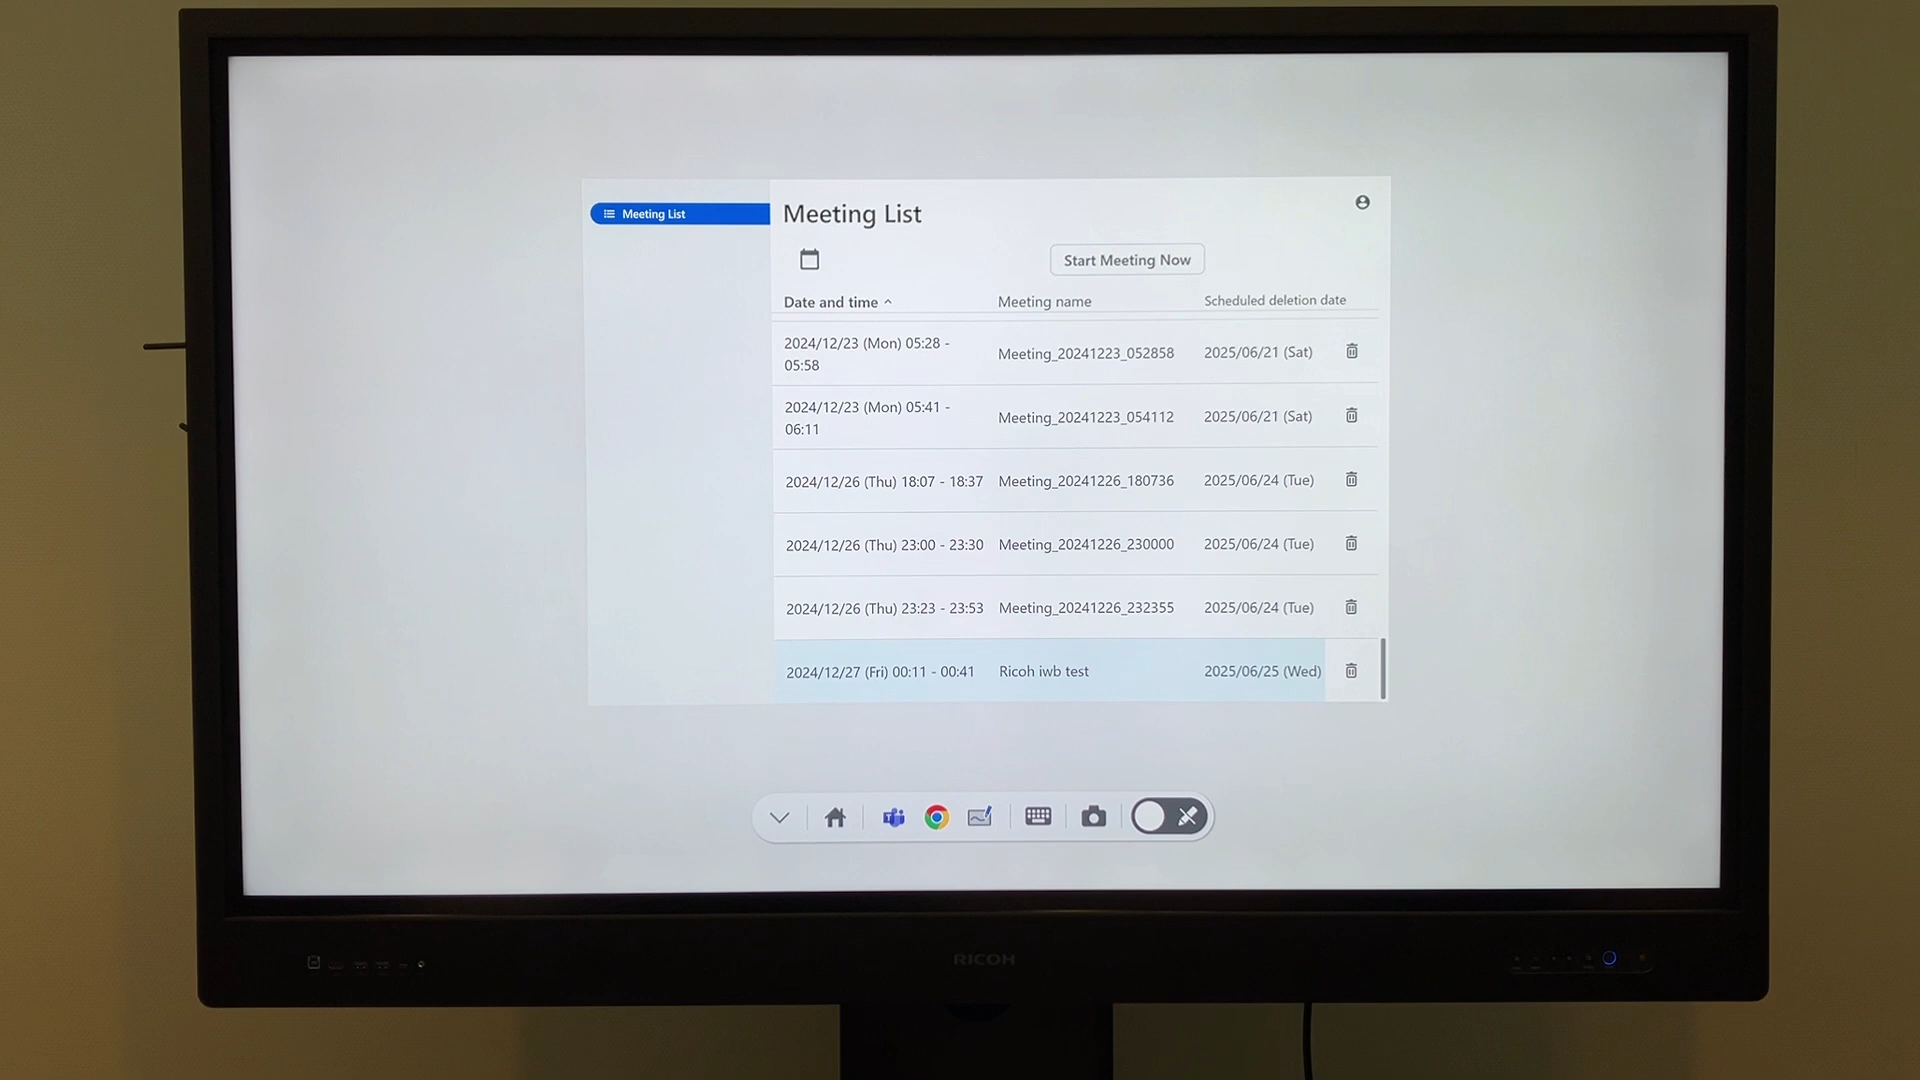 Meeting List
Meeting List
Start Meeting Now
Date and time Meeting name Scheduled deletion date
2024/12/23 (Mon) 05:28 -
05:58
Meeting_20241223_052858 2025/06/21 (Sat)
2024/12/23 (Mon) 05:41 -
06:11
Meeting_20241223_054112 2025/06/21 (Sat)
2024/12/26 (Thu) 18:07 - 18:37 Meeting_20241226_180736 2025/06/24 (Tue)
2024/12/26 (Thu) 23:00 - 23:30 Meeting_20241226_230000 2025/06/24 (Tue)
2024/12/26 (Thu) 23:23 - 23:53 Meeting_20241226_232355 2025/06/24 (Tue)
2024/12/27 (Fri) 00:11 - 00:41 Ricoh iwb test 2025/06/25 (Wed)
RICOH